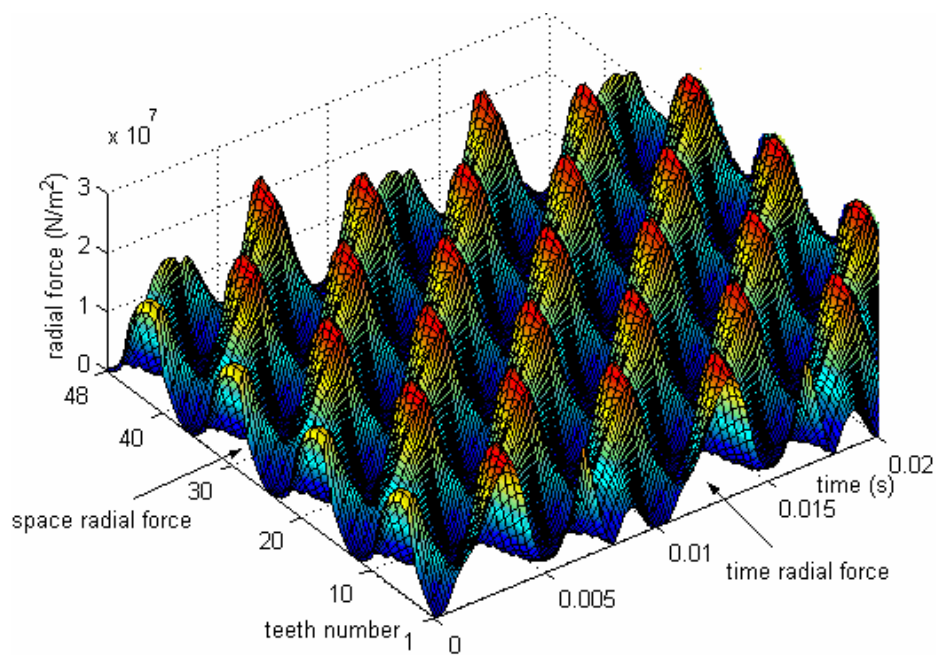 x 10^7
3
2
1
0
radial force (N/m²)
48
40
30
20
10
1
teeth number
space radial force
0
0.005
0.01
0.015
0.02
time (s)
time radial force